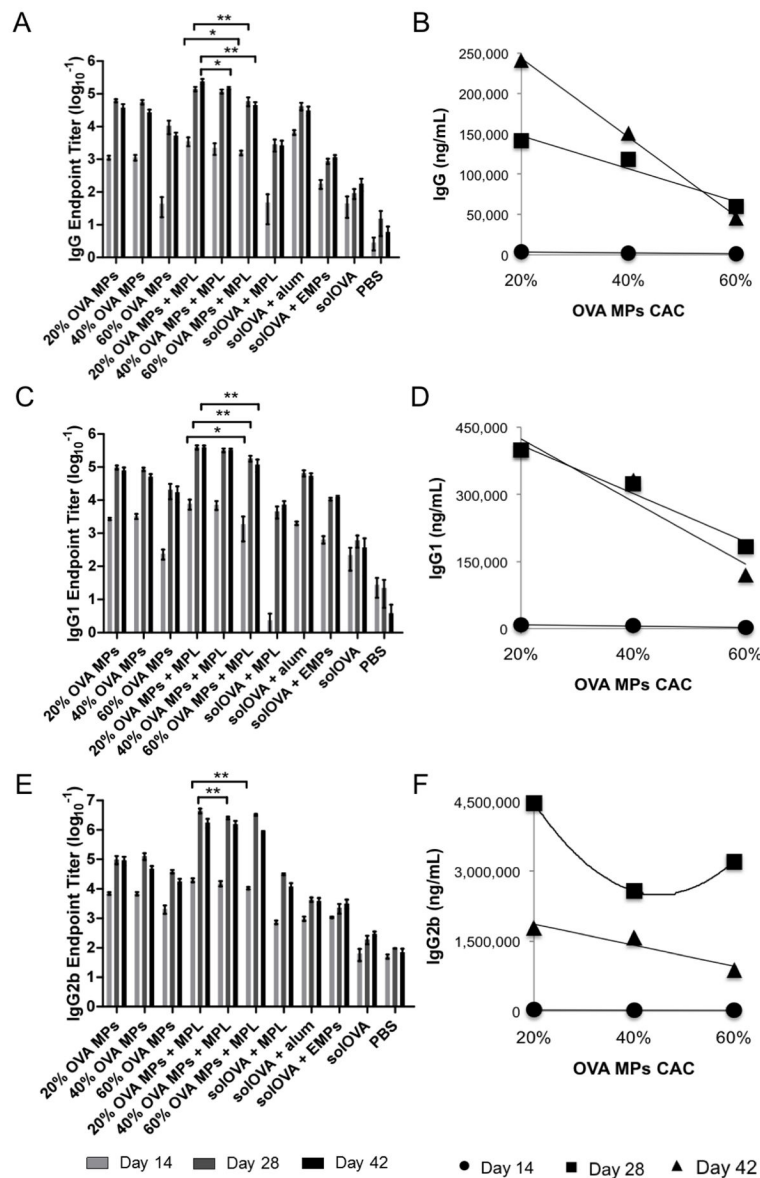 A
IgG Endpoint Titer (log10-1)
6
5
4
3
2
1
0
**
*
**
*
20% OVA MPs
40% OVA MPs
60% OVA MPs
20% OVA MPs + MPL
40% OVA MPs + MPL
60% OVA MPs + MPL
solOVA + MPL
solOVA + alum
solOVA + EMPs
solOVA
PBS
B
IgG (ng/mL)
250,000
200,000
150,000
100,000
50,000
0
20% 40% 60%
OVA MPs CAC
C
IgG1 Endpoint Titer (log10-1)
6
5
4
3
2
1
0
**
**
*
20% OVA MPs
40% OVA MPs
60% OVA MPs
20% OVA MPs + MPL
40% OVA MPs + MPL
60% OVA MPs + MPL
solOVA + MPL
solOVA + alum
solOVA + EMPs
solOVA
PBS
D
IgG1 (ng/mL)
450,000
300,000
150,000
0
20% 40% 60%
OVA MPs CAC
E
IgG2b Endpoint Titer (log10-1)
7
6
5
4
3
2
1
0
**
**
20% OVA MPs
40% OVA MPs
60% OVA MPs
20% OVA MPs + MPL
40% OVA MPs + MPL
60% OVA MPs + MPL
solOVA + MPL
solOVA + alum
solOVA + EMPs
solOVA
PBS
F
IgG2b (ng/mL)
4,500,000
3,000,000
1,500,000
0
20% 40% 60%
OVA MPs CAC
Day 14 Day 28 Day 42
Day 14 Day 28 Day 42